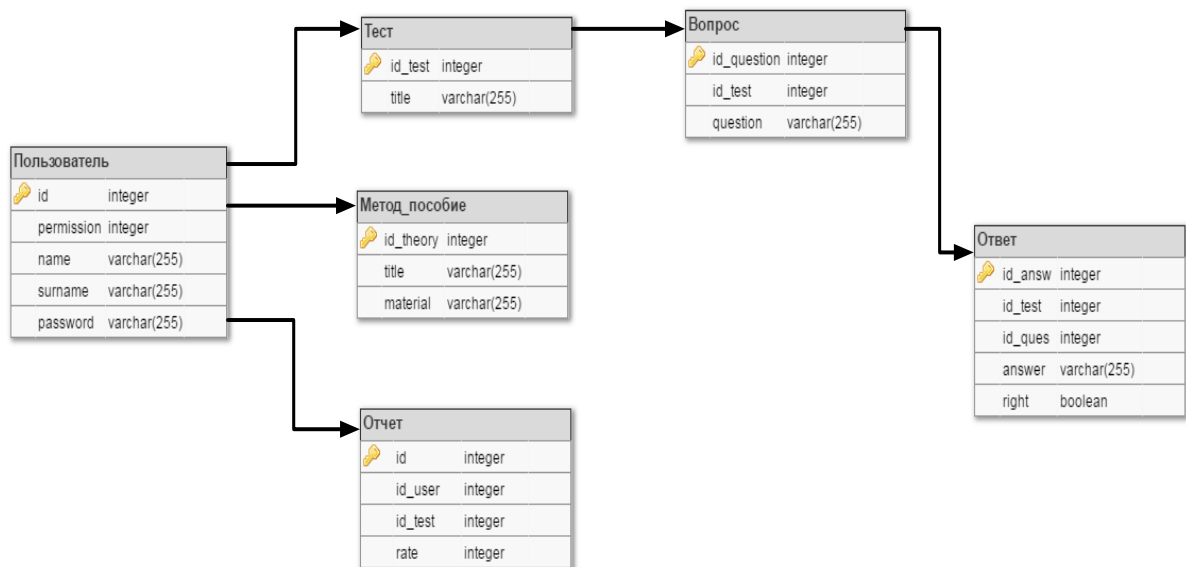 Тест
id_test integer
title varchar(255)
Вопрос
id_question integer
id_test integer
question varchar(255)
Пользователь
id integer
permission integer
name varchar(255)
surname varchar(255)
password varchar(255)
Метод_пособие
id_theory integer
title varchar(255)
material varchar(255)
Ответ
id_answ integer
id_test integer
id_ques integer
answer varchar(255)
right boolean
Отчет
id integer
id_user integer
id_test integer
rate integer